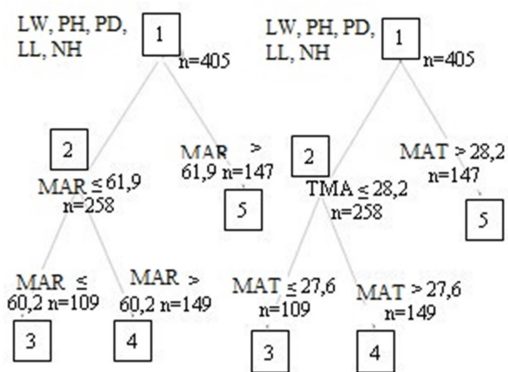 LW, PH, PD,
LL, NH
1
n=405
2
MAR ≤ 61,9
n=258
MAR >
61,9 n=147
5
MAR ≤
60,2 n=109
3
MAR >
60,2 n=149
4
LW, PH, PD,
LL, NH
1
n=405
2
TMA ≤ 28,2
n=258
MAT > 28,2
n=147
5
MAT ≤ 27,6
n=109
3
MAT > 27,6
n=149
4